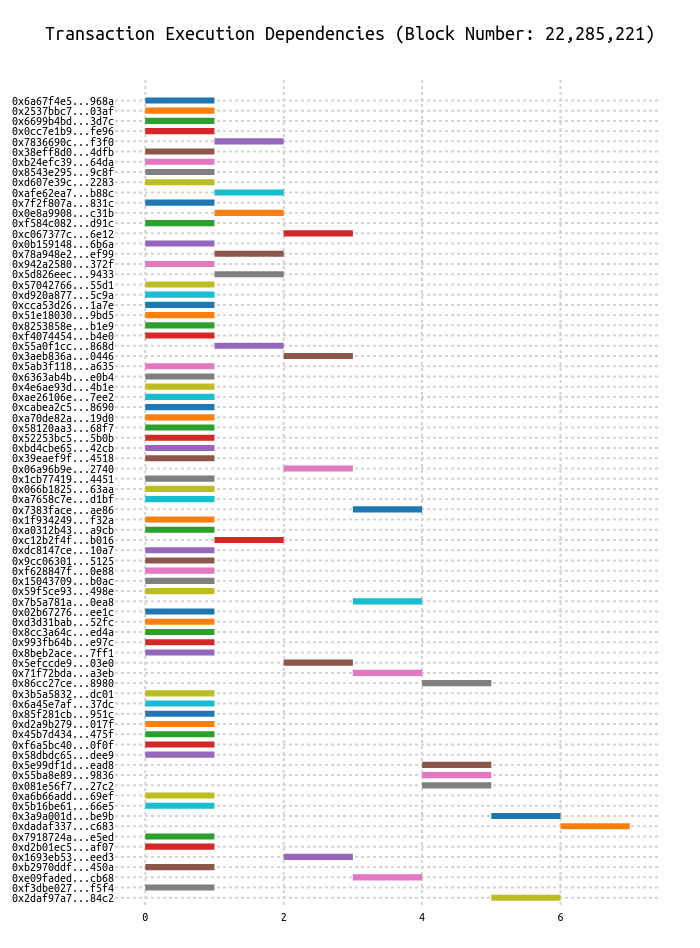 Transaction Execution Dependencies (Block Number: 22,285,221)
0x6a67f4e5...968a
0x2537bbc7...03af
0x6699b4bd...3d7c
0x0cc7e1b9...fe96
0x7836690c...f3f0
0x38eff8d0...4dfb
0xb24efc39...64da
0x8543e295...9c8f
0xd607e39c...2283
0xafe62ea7...b88c
0x7f2f807a...831c
0x0e8a9908...c31b
0xf584c082...d91c
0xc067377c...6e12
0x0b159148...6b6a
0x78a948e2...ef99
0x942a2580...372f
0x5d826eec...9433
0x57042766...55d1
0xd920a877...5c9a
0xcca53d26...1a7e
0x51e18030...9bd5
0x8253858e...b1e9
0xf4074454...b4e0
0x55a0f1cc...868d
0x3aeb836a...0446
0x5ab3f118...a635
0x6363ab4b...e0b4
0x4e6ae93d...4b1e
0xae26106e...7ee2
0xcabea2c5...8690
0xa70de82a...19d0
0x58120aa3...68f7
0x52253bc5...5b0b
0xbd4cbe65...42cb
0x39eaef9f...4518
0x06a96b9e...2740
0x1cb77419...4451
0x066b1825...63aa
0xa7658c7e...d1bf
0x7383face...ae86
0x1f934249...f32a
0xa0312b43...a9cb
0xc12b2f4f...b016
0xdc8147ce...10a7
0x9cc06301...5125
0xf628847f...0e88
0x15043709...b0ac
0x59f5ce93...498e
0x7b5a781a...0ea8
0x02b67276...ee1c
0xd3d31bab...52fc
0x8cc3a64c...ed4a
0x993fb64b...e97c
0x8beb2ace...7ff1
0x5efccde9...03e0
0x71f72bda...a3eb
0x86cc27ce...8980
0x3b5a5832...dc01
0x6a45e7af...37dc
0x85f281cb...951c
0xd2a9b279...017f
0x45b7d434...475f
0xf6a5bc40...0f0f
0x58dbdc65...dee9
0x5e99df1d...ead8
0x55ba8e89...9836
0x081e56f7...27c2
0xa6b66add...69ef
0x5b16be61...66e5
0x3a9a001d...be9b
0xdadaf337...c683
0x7918724a...e5ed
0xd2b01ec5...af07
0x1693eb53...eed3
0xb2970ddf...450a
0xe09faded...cb68
0xf3dbe027...f5f4
0x2daf97a7...84c2
0 2 4 6